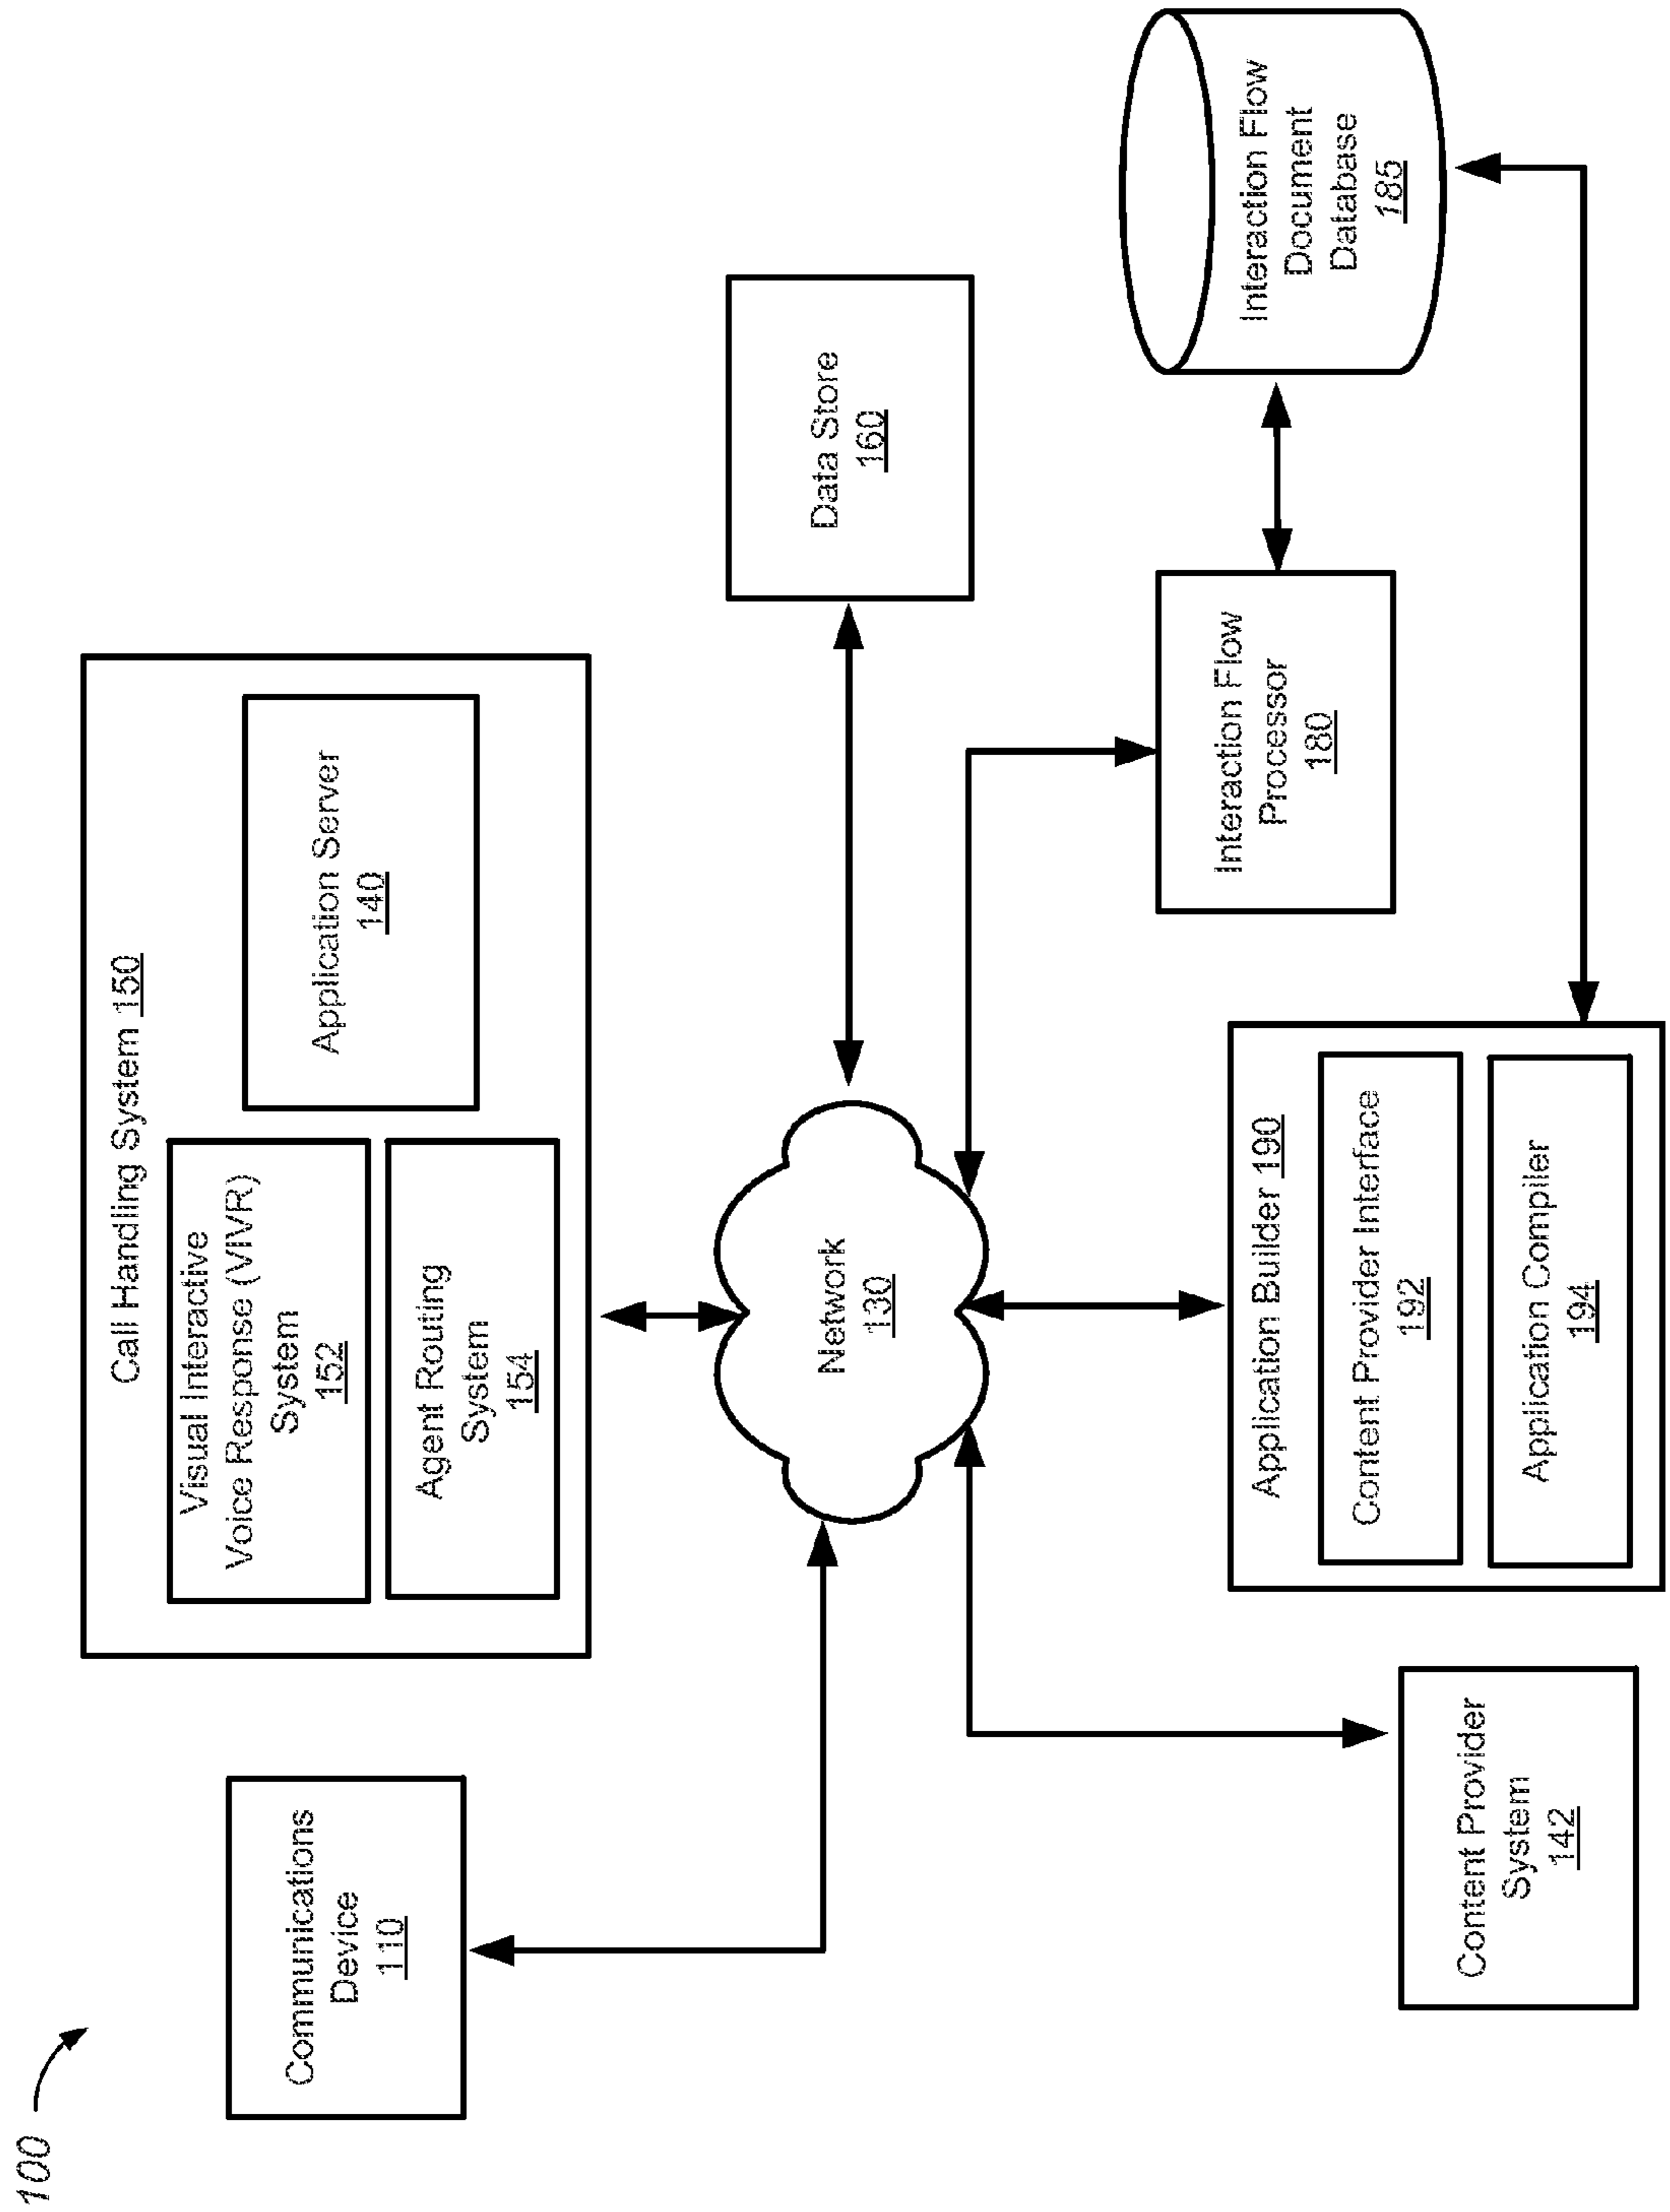 100
Call Handling System 150
Visual Interactive
Voice Response (VIVR)
System
152
Agent Routing
System
154
Application Server
140
Communications
Device
110
Network
130
Data Store
160
Content Provider
System
142
Application Builder 190
Content Provider Interface
192
Application Compiler
194
Interaction Flow
Processor
180
Interaction Flow
Document
Database
185